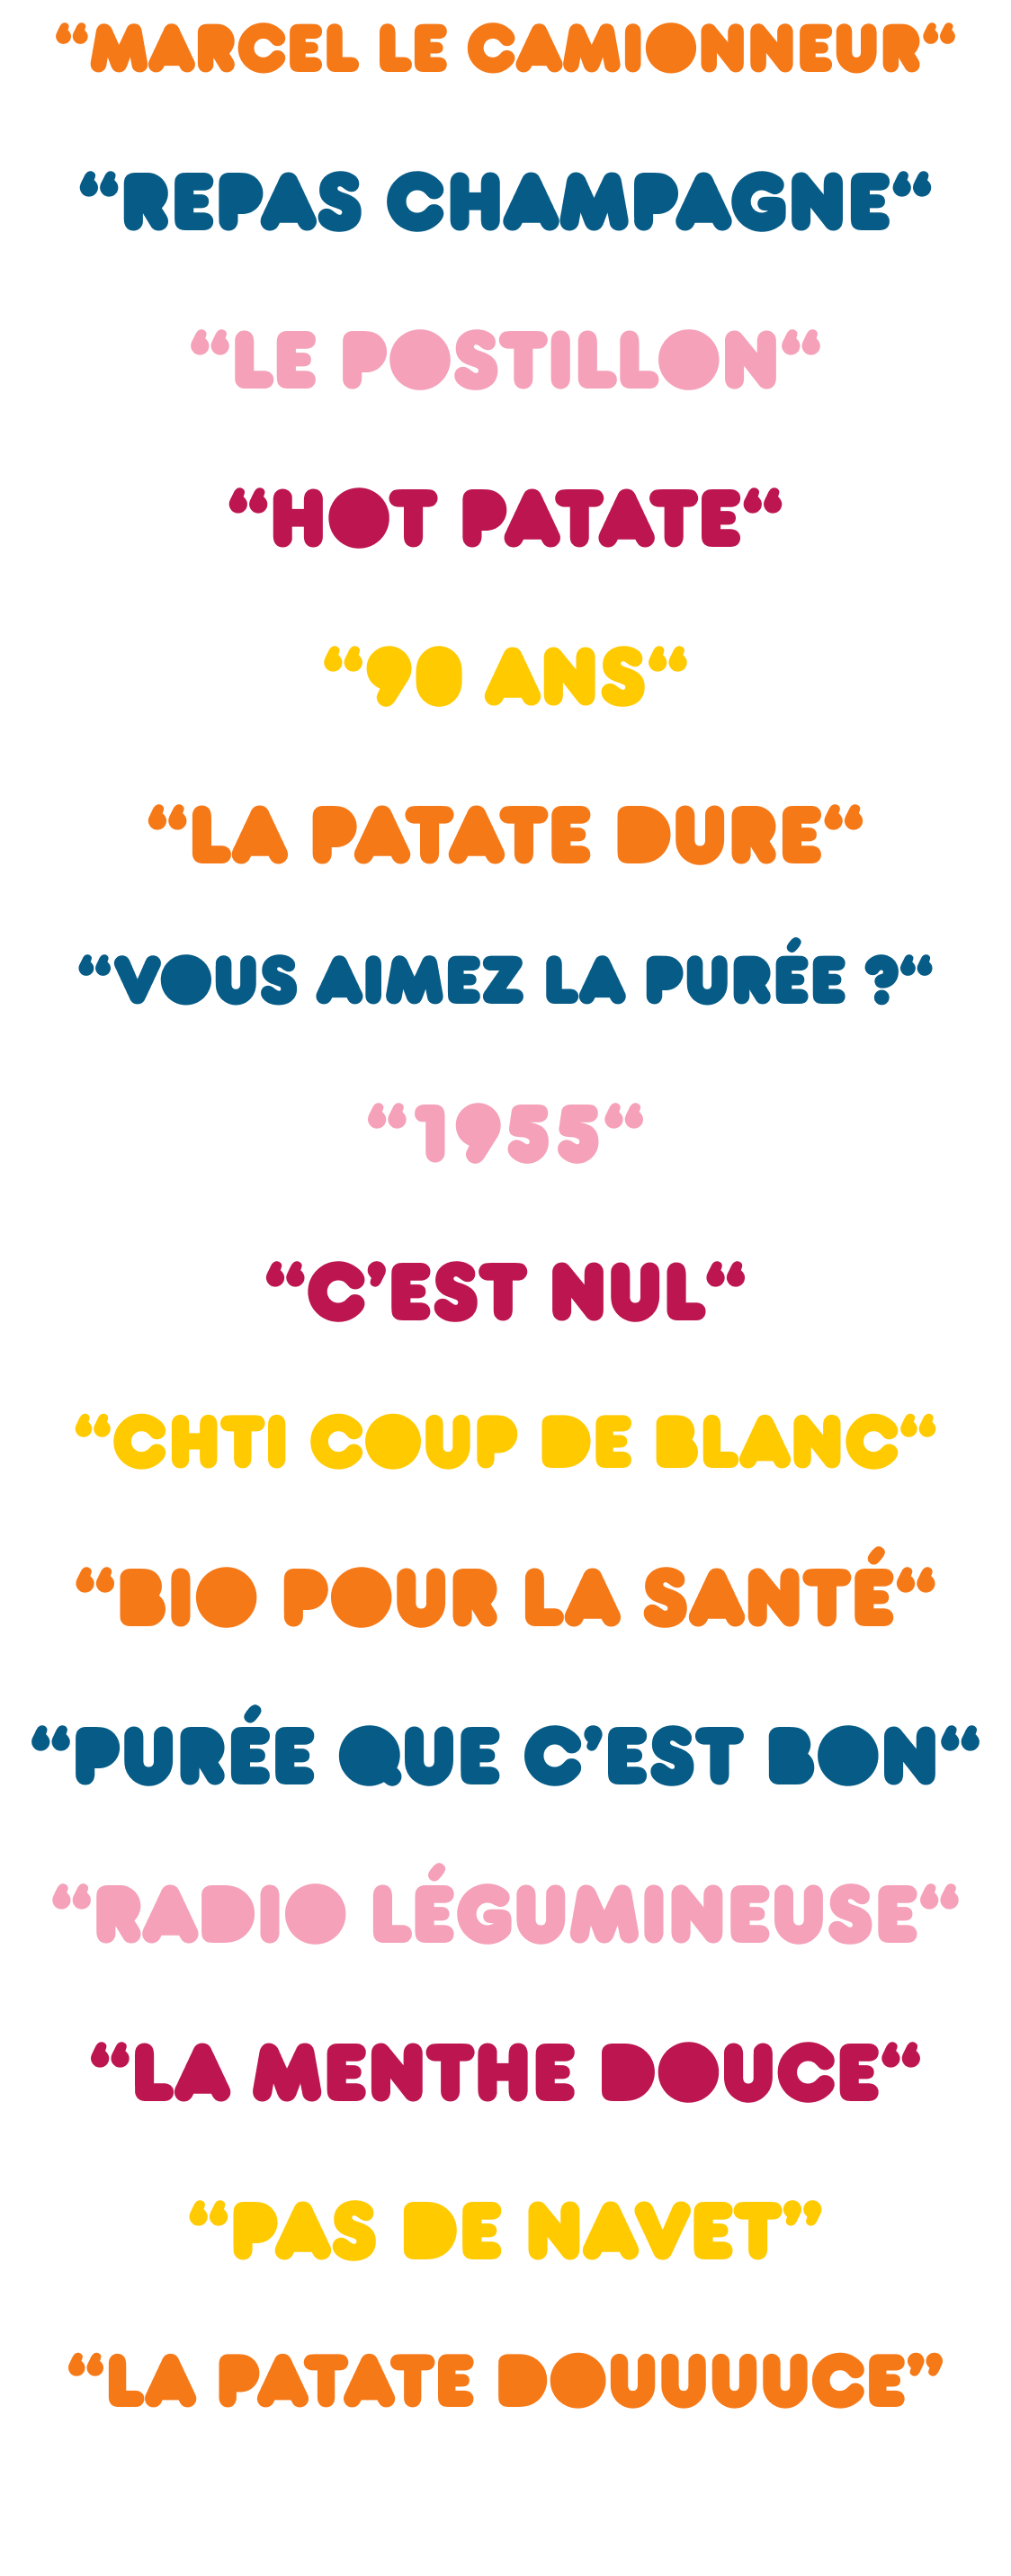 “MARCEL LE CAMIONNEUR“
“REPAS CHAMPAGNE“
“LE POSTILLON“
“HOT PATATE“
“90 ANS“
“LA PATATE DURE“
“VOUS AIMEZ LA PURÉE ?“
“1955“
“C’EST NUL“
“CHTI COUP DE BLANC“
“BIO POUR LA SANTÉ“
“PURÉE QUE C’EST BON“
“RADIO LÉGUMINEUSE“
“LA MENTHE DOUCE“
“PAS DE NAVET”
“LA PATATE DOUUUUCE”